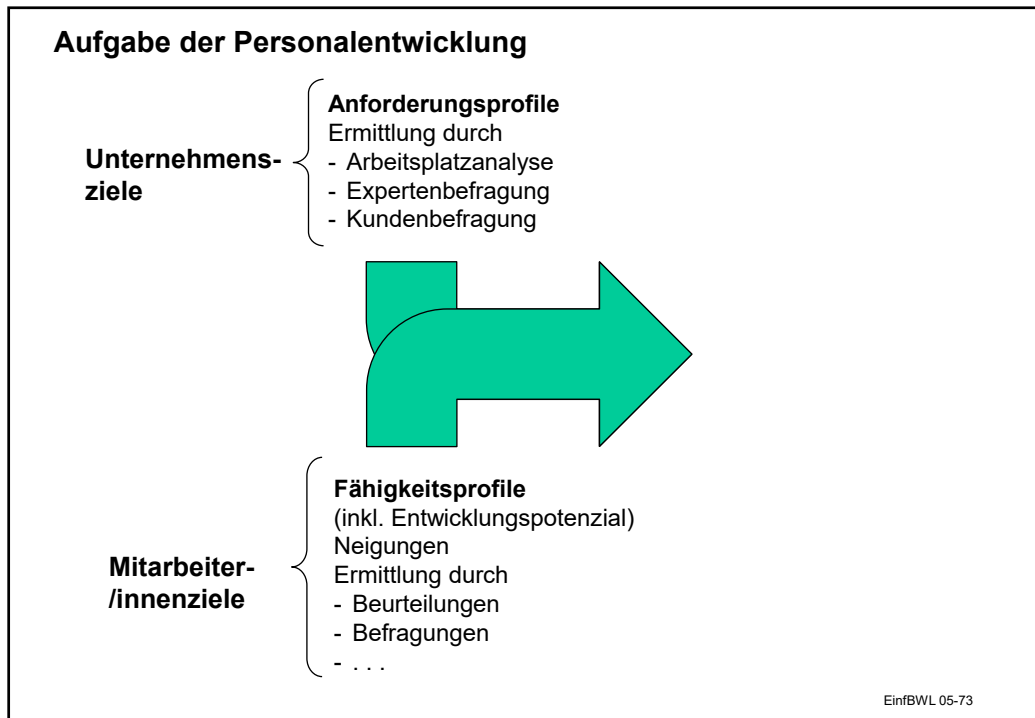 Aufgabe der Personalentwicklung
Unternehmens-
ziele
Anforderungsprofile
Ermittlung durch
- Arbeitsplatzanalyse
- Expertenbefragung
- Kundenbefragung
Mitarbeiter-
/innenziele
Fähigkeitsprofile
(inkl. Entwicklungspotenzial)
Neigungen
Ermittlung durch
- Beurteilungen
- Befragungen
- . . .
EinfBWL 05-73